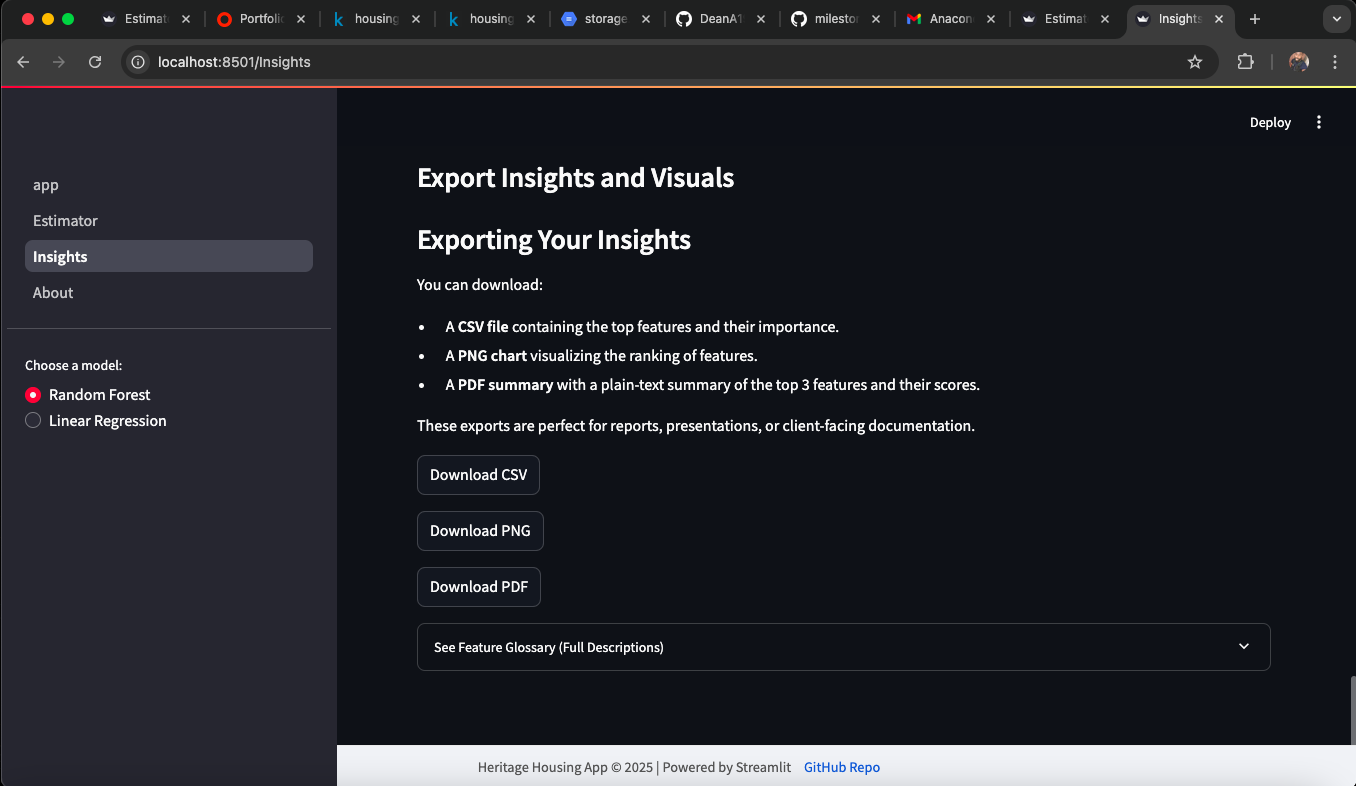 Estimat
Portfolic
housing
housing
storage
DeanA1
milestor
Anacon
Estimat
Insights
localhost:8501/Insights
Deploy
app
Estimator
Insights
About
Choose a model:
Random Forest
Linear Regression
Export Insights and Visuals
Exporting Your Insights
You can download:
• A CSV file containing the top features and their importance.
• A PNG chart visualizing the ranking of features.
• A PDF summary with a plain-text summary of the top 3 features and their scores.
These exports are perfect for reports, presentations, or client-facing documentation.
Download CSV
Download PNG
Download PDF
See Feature Glossary (Full Descriptions)
Heritage Housing App © 2025 | Powered by Streamlit GitHub Repo